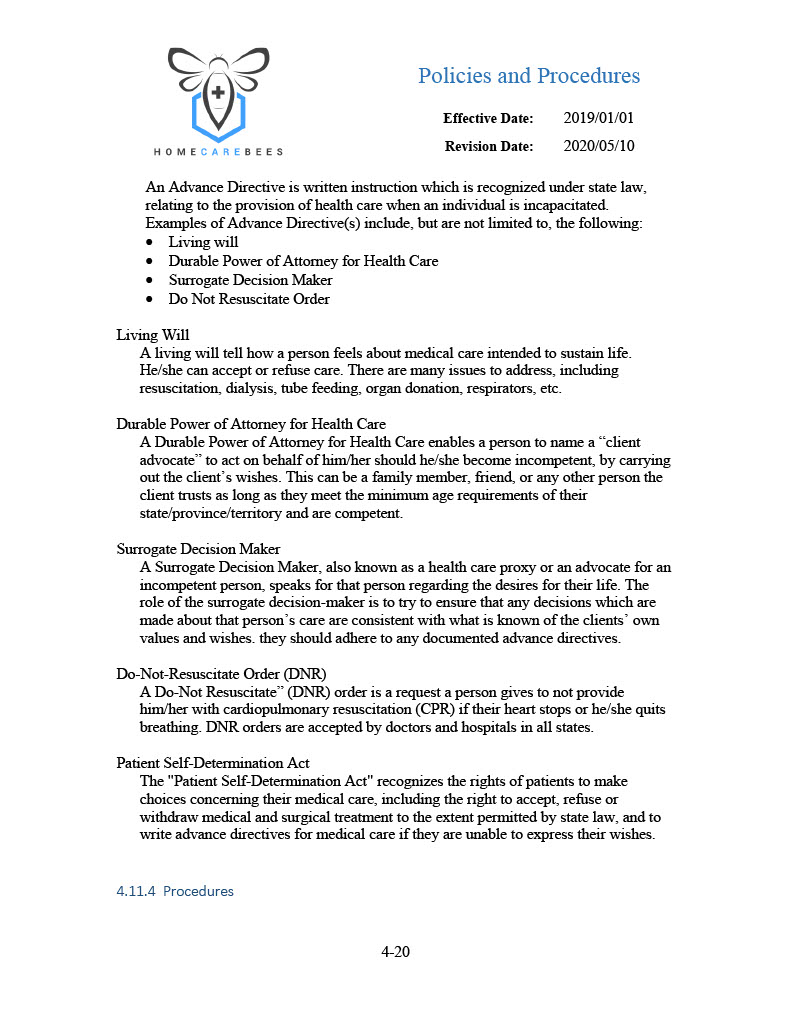 Policies and Procedures
Effective Date: 2019/01/01
Revision Date: 2020/05/10
HOMECAREBEES
An Advance Directive is written instruction which is recognized under state law,
relating to the provision of health care when an individual is incapacitated.
Examples of Advance Directive(s) include, but are not limited to, the following:
• Living will
• Durable Power of Attorney for Health Care
• Surrogate Decision Maker
• Do Not Resuscitate Order
Living Will
A living will tell how a person feels about medical care intended to sustain life.
He/she can accept or refuse care. There are many issues to address, including
resuscitation, dialysis, tube feeding, organ donation, respirators, etc.
Durable Power of Attorney for Health Care
A Durable Power of Attorney for Health Care enables a person to name a “client
advocate” to act on behalf of him/her should he/she become incompetent, by carrying
out the client’s wishes. This can be a family member, friend, or any other person the
client trusts as long as they meet the minimum age requirements of their
state/province/territory and are competent.
Surrogate Decision Maker
A Surrogate Decision Maker, also known as a health care proxy or an advocate for an
incompetent person, speaks for that person regarding the desires for their life. The
role of the surrogate decision-maker is to try to ensure that any decisions which are
made about that person’s care are consistent with what is known of the clients’ own
values and wishes. they should adhere to any documented advance directives.
Do-Not-Resuscitate Order (DNR)
A Do-Not Resuscitate” (DNR) order is a request a person gives to not provide
him/her with cardiopulmonary resuscitation (CPR) if their heart stops or he/she quits
breathing. DNR orders are accepted by doctors and hospitals in all states.
Patient Self-Determination Act
The "Patient Self-Determination Act" recognizes the rights of patients to make
choices concerning their medical care, including the right to accept, refuse or
withdraw medical and surgical treatment to the extent permitted by state law, and to
write advance directives for medical care if they are unable to express their wishes.
4.11.4 Procedures
4-20